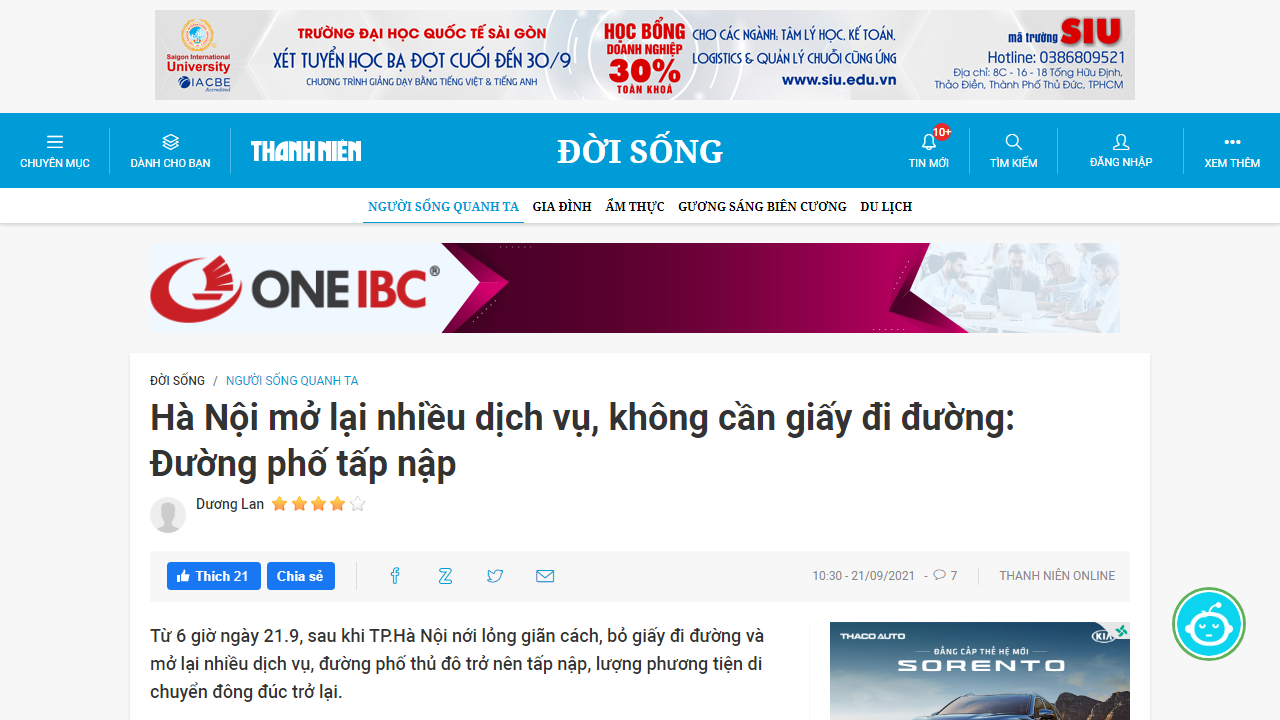 Saigon International
University
IACBE
Accredited
TRƯỜNG ĐẠI HỌC QUỐC TẾ SÀI GÒN
XÉT TUYỂN HỌC BẠ ĐỢT CUỐI ĐẾN 30/9
CHƯƠNG TRÌNH GIẢNG DẠY BẰNG TIẾNG VIỆT & TIẾNG ANH
HỌC BỔNG
DOANH NGHIỆP
30%
TOÀN KHOÁ
CHO CÁC NGÀNH: TÂM LÝ HỌC, KẾ TOÁN,
LOGISTICS & QUẢN LÝ CHUỖI CŨNG ỨNG
www.siu.edu.vn
mã trường SIU
Hotline: 0386809521
Địa chỉ: 8C - 16 - 18 Tống Hữu Định,
Thảo Điền, Thành Phố Thủ Đức, TPHCM
CHUYÊN MỤC
DÀNH CHO BẠN
THANH NIÊN
ĐỜI SỐNG
10+
TIN MỚI
TÌM KIẾM
ĐĂNG NHẬP
XEM THÊM
NGƯỜI SỐNG QUANH TA GIA ĐÌNH ẨM THỰC GƯƠNG SÁNG BIÊN CƯƠNG DU LỊCH
ONE IBC®
ĐỜI SỐNG / NGƯỜI SỐNG QUANH TA
Hà Nội mở lại nhiều dịch vụ, không cần giấy đi đường:
Đường phố tấp nập
Dương Lan
Thích 21 Chia sẻ
10:30 - 21/09/2021 - 7 THANH NIÊN ONLINE
Từ 6 giờ ngày 21.9, sau khi TP.Hà Nội nới lỏng giãn cách, bỏ giấy đi đường và
mở lại nhiều dịch vụ, đường phố thủ đô trở nên tấp nập, lượng phương tiện di
chuyển đông đúc trở lại.
THACO AUTO
KIA
ĐẲNG CẤP THẾ HỆ MỚI
SORENTO